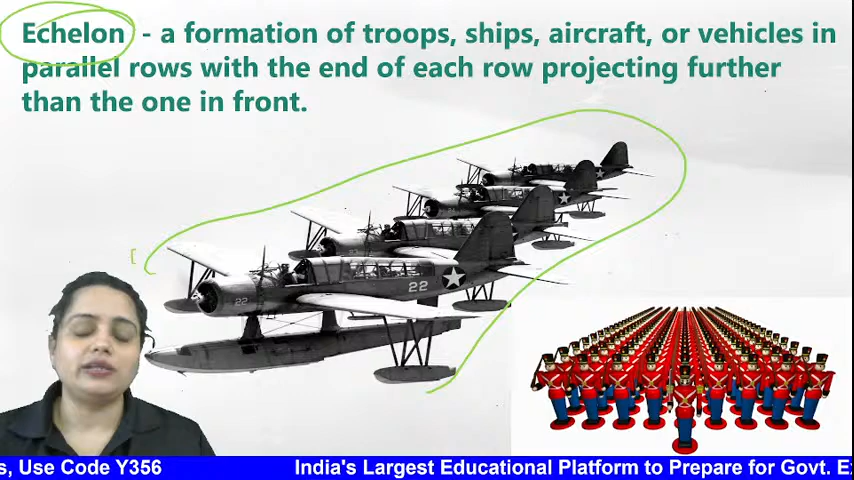 Echelon - a formation of troops, ships, aircraft, or vehicles in
parallel rows with the end of each row projecting further
than the one in front.
22
22
s, Use Code Y356
India's Largest Educational Platform to Prepare for Govt. E